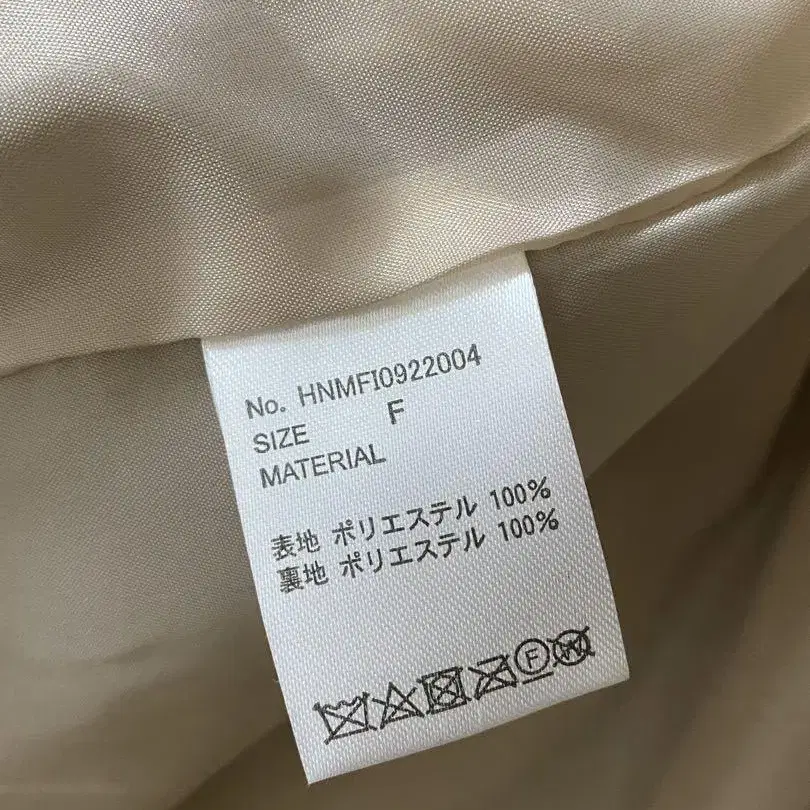 No. HNMFI0922004
SIZE F
MATERIAL
表地 ポリエステル 100%
裏地 ポリエステル 100%
F W